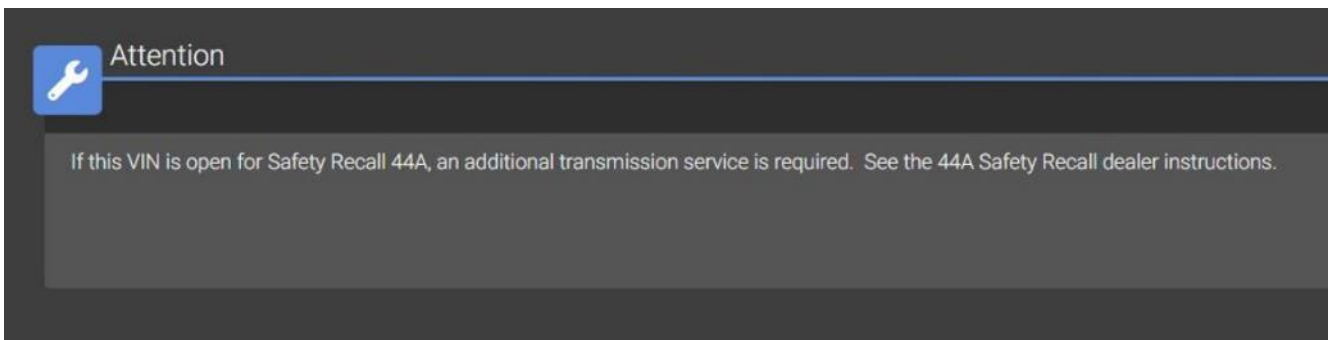 Attention
If this VIN is open for Safety Recall 44A, an additional transmission service is required.  See the 44A Safety Recall dealer instructions.